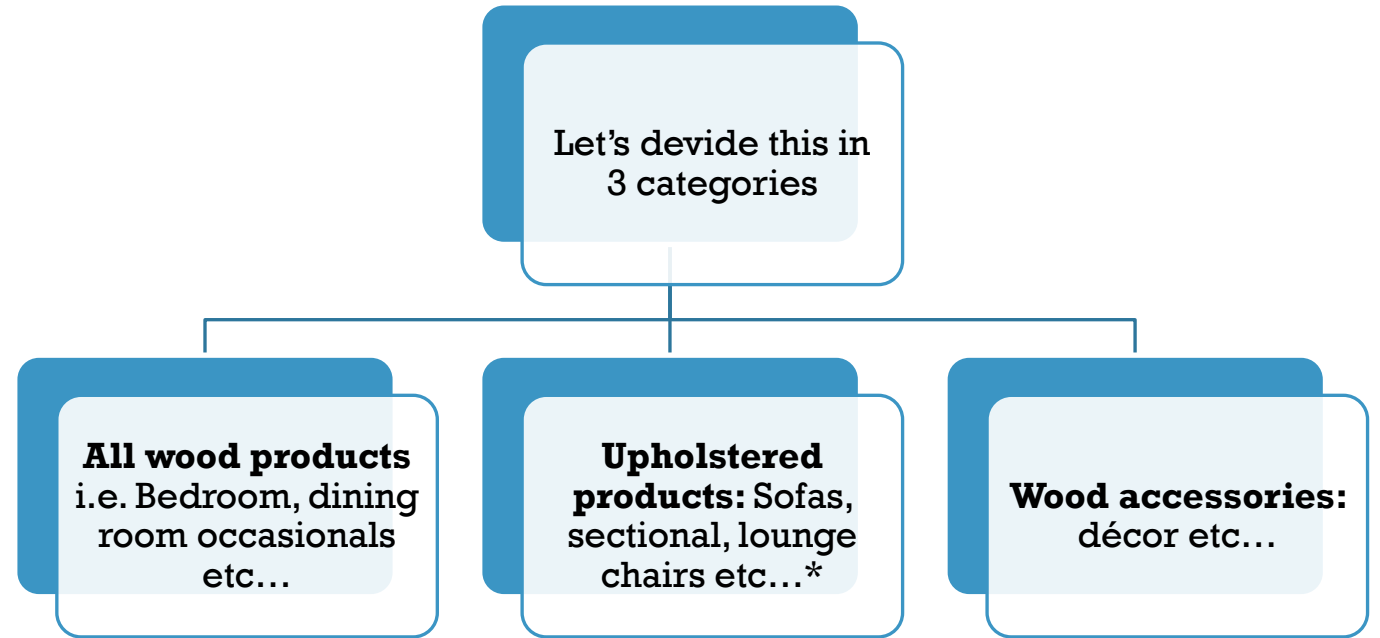 Let’s devide this in
3 categories
All wood products
i.e. Bedroom, dining
room occasionals
etc…
Upholstered
products: Sofas,
sectional, lounge
chairs etc…*
Wood accessories:
décor etc…